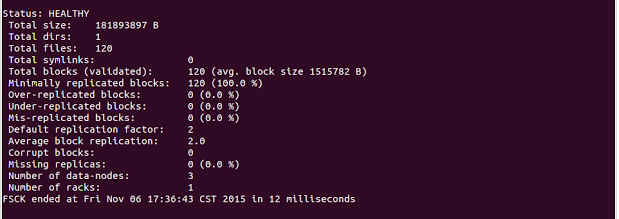 Status: HEALTHY
Total size: 181893897 B
Total dirs: 1
Total files: 120
Total symlinks: 0
Total blocks (validated): 120 (avg. block size 1515782 B)
Minimally replicated blocks: 120 (100.0 %)
Over-replicated blocks: 0 (0.0 %)
Under-replicated blocks: 0 (0.0 %)
Mis-replicated blocks: 0 (0.0 %)
Default replication factor: 2
Average block replication: 2.0
Corrupt blocks: 0
Missing replicas: 0 (0.0 %)
Number of data-nodes: 3
Number of racks: 1
FSCK ended at Fri Nov 06 17:36:43 CST 2015 in 12 milliseconds